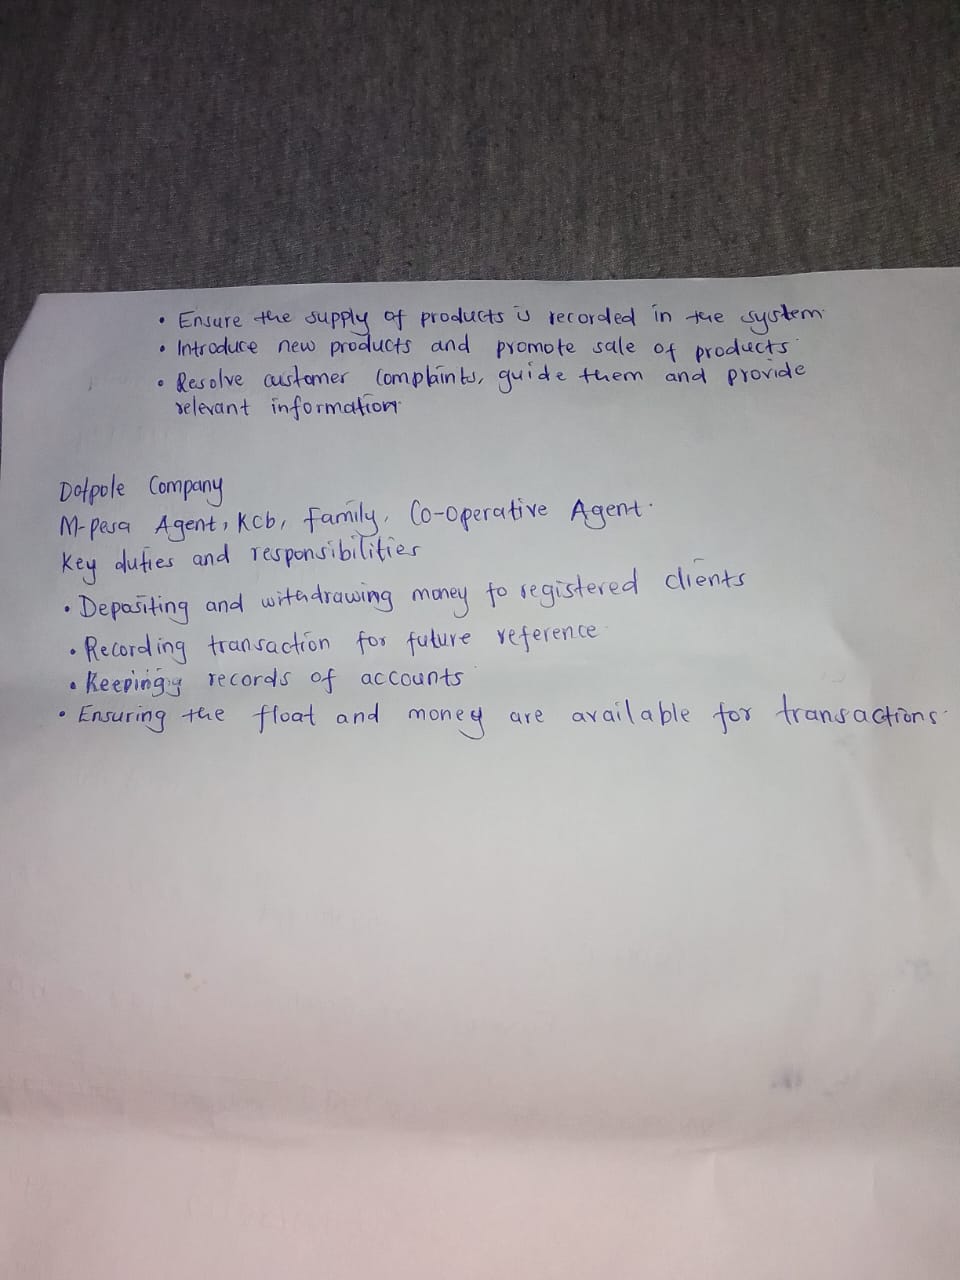 • Ensure the supply of products is recorded in the system.
• Introduce new products and promote sale of products.
• Resolve customer complaints, guide them and provide
relevant information.
Dotpole Company
M-pesa Agent, Kcb, Family, Co-operative Agent.
Key duties and responsibilities
• Depositing and withdrawing money to registered clients
• Recording transaction for future reference.
• Keeping records of accounts
• Ensuring the float and money are available for transactions.